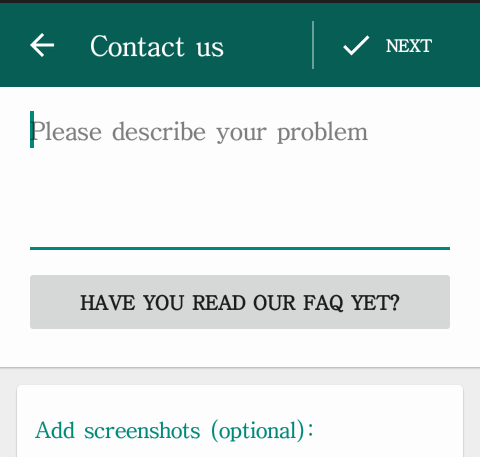 Contact us
NEXT
Please describe your problem
HAVE YOU READ OUR FAQ YET?
Add screenshots (optional):